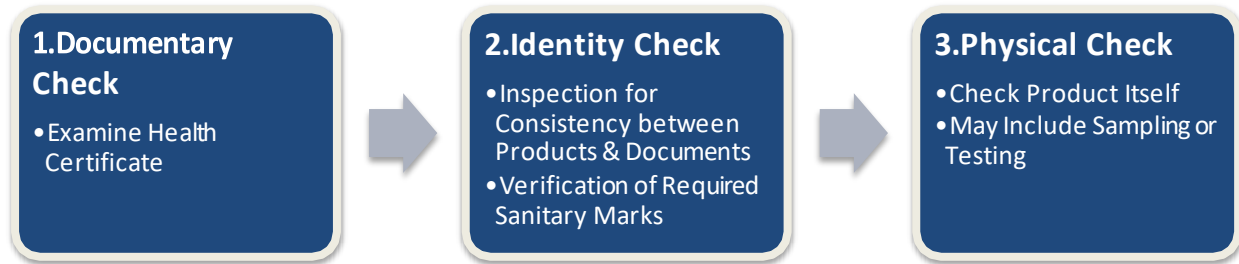 1.Documentary
Check
•Examine Health
Certificate
2.Identity Check
•Inspection for
Consistency between
Products & Documents
•Verification of Required
Sanitary Marks
3.Physical Check
•Check Product Itself
•May Include Sampling or
Testing